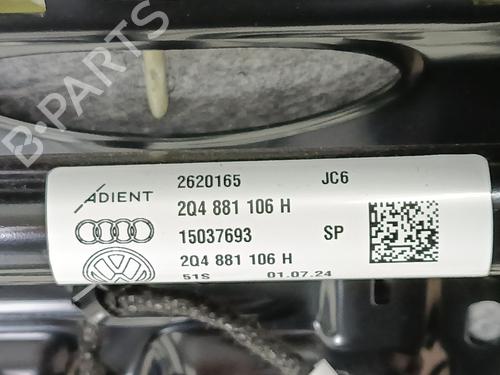 B-PARTS
ADIENT 2620165 JC6
2Q4 881 106 H
15037693 SP
2Q4 881 106 H
51S 01.07.24